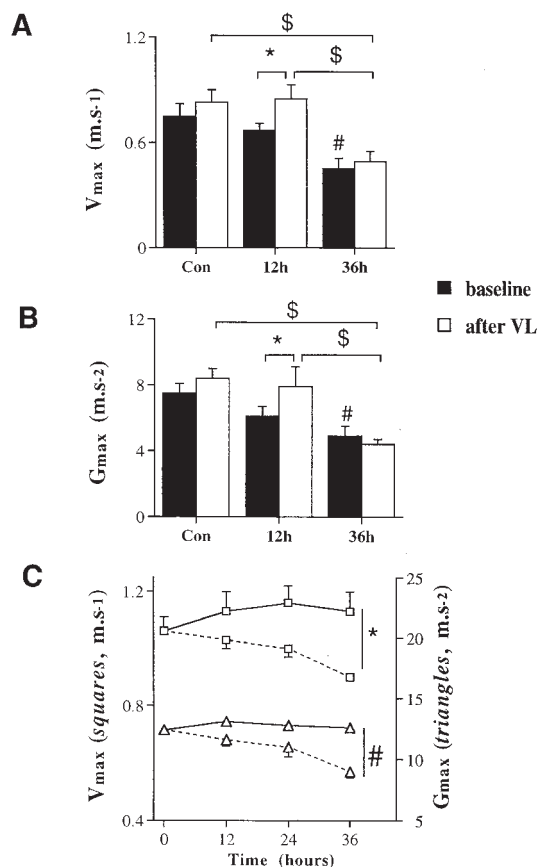 A
$
* $
1.2
0.6
0
#
Vmax (m.s-1)
Con 12h 36h
baseline
after VL
B
$
* $
12
8
4
0
#
Gmax (m.s-2)
Con 12h 36h
C
1.2
0.8
0.4
25
20
15
10
5
*
#
Vmax (squares, m.s-1)
Gmax (triangles, m.s-2)
0 12 24 36
Time (hours)